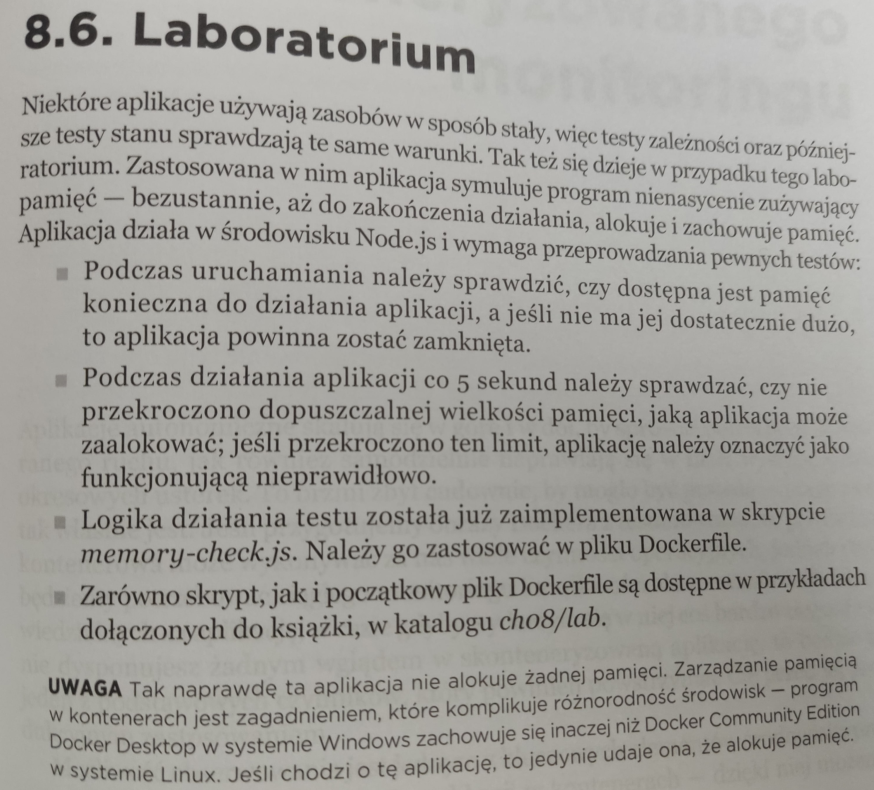 8.6. Laboratorium
Niektóre aplikacje używają zasobów w sposób stały, więc testy zależności oraz później-
sze testy stanu sprawdzają te same warunki. Tak też się dzieje w przypadku tego labo-
ratorium. Zastosowana w nim aplikacja symuluje program nienasycenie zużywający
pamięć — bezustannie, aż do zakończenia działania, alokuje i zachowuje pamięć.
Aplikacja działa w środowisku Node.js i wymaga przeprowadzania pewnych testów:
■ Podczas uruchamiania należy sprawdzić, czy dostępna jest pamięć
konieczna do działania aplikacji, a jeśli nie ma jej dostatecznie dużo,
to aplikacja powinna zostać zamknięta.
■ Podczas działania aplikacji co 5 sekund należy sprawdzać, czy nie
przekroczono dopuszczalnej wielkości pamięci, jaką aplikacja może
zaalokować; jeśli przekroczono ten limit, aplikację należy oznaczyć jako
funkcjonującą nieprawidłowo.
■ Logika działania testu została już zaimplementowana w skrypcie
memory-check.js. Należy go zastosować w pliku Dockerfile.
■ Zarówno skrypt, jak i początkowy plik Dockerfile są dostępne w przykładach
dołączonych do książki, w katalogu ch08/lab.
UWAGA Tak naprawdę ta aplikacja nie alokuje żadnej pamięci. Zarządzanie pamięcią
w kontenerach jest zagadnieniem, które komplikuje różnorodność środowisk — program
Docker Desktop w systemie Windows zachowuje się inaczej niż Docker Community Edition
w systemie Linux. Jeśli chodzi o tę aplikację, to jedynie udaje ona, że alokuje pamięć.